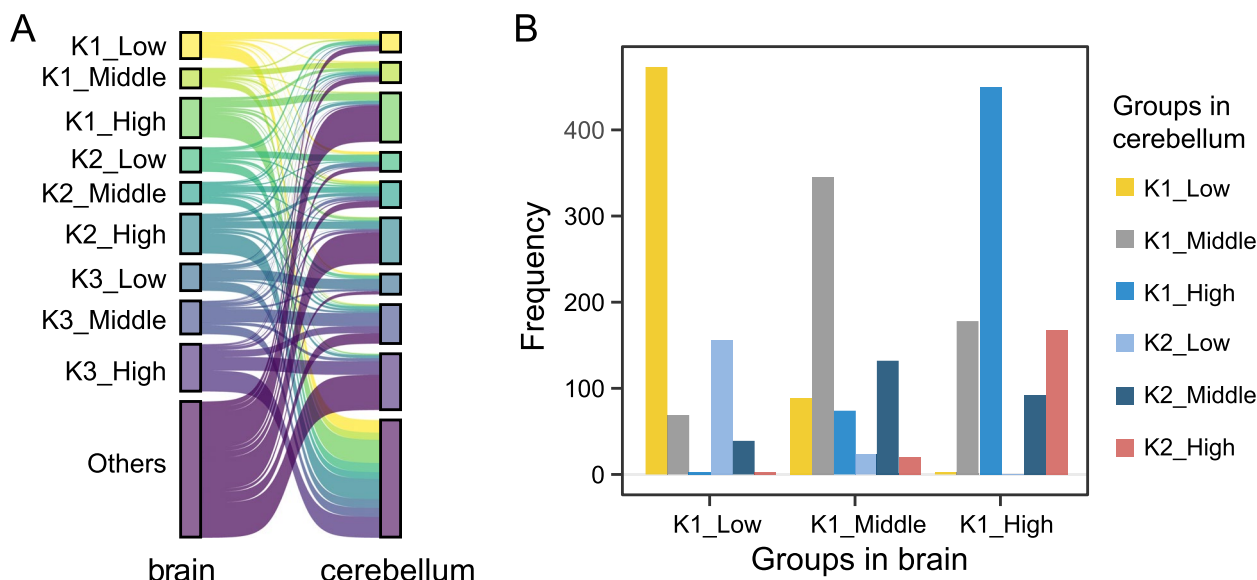 A
K1_Low
K1_Middle
K1_High
K2_Low
K2_Middle
K2_High
K3_Low
K3_Middle
K3_High
Others
brain cerebellum
B
Frequency
400
300
200
100
0
K1_Low K1_Middle K1_High
Groups in brain
Groups in
cerebellum
K1_Low
K1_Middle
K1_High
K2_Low
K2_Middle
K2_High